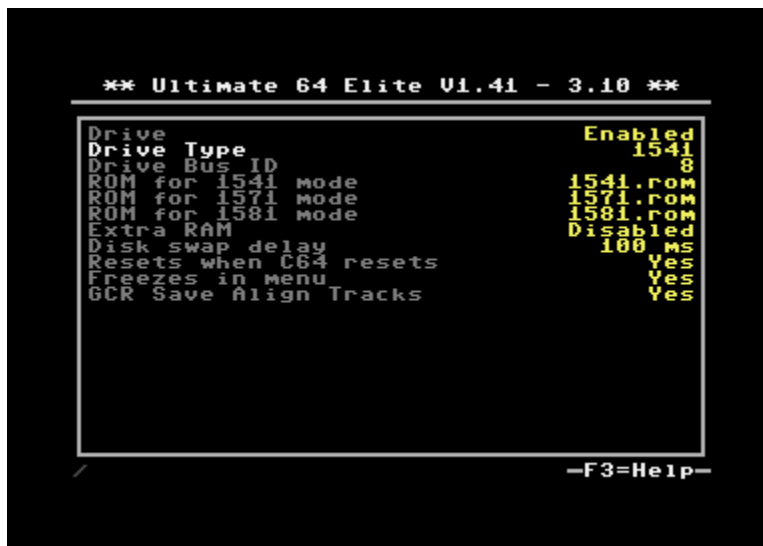 ** Ultimate 64 Elite V1.41 - 3.10 **
Drive Enabled
Drive Type 1541
Drive Bus ID 8
ROM for 1541 mode 1541.rom
ROM for 1571 mode 1571.rom
ROM for 1581 mode 1581.rom
Extra RAM Disabled
Disk swap delay 100 ms
Resets when C64 resets Yes
Freezes in menu Yes
GCR Save Align Tracks Yes
/ -F3=Help-